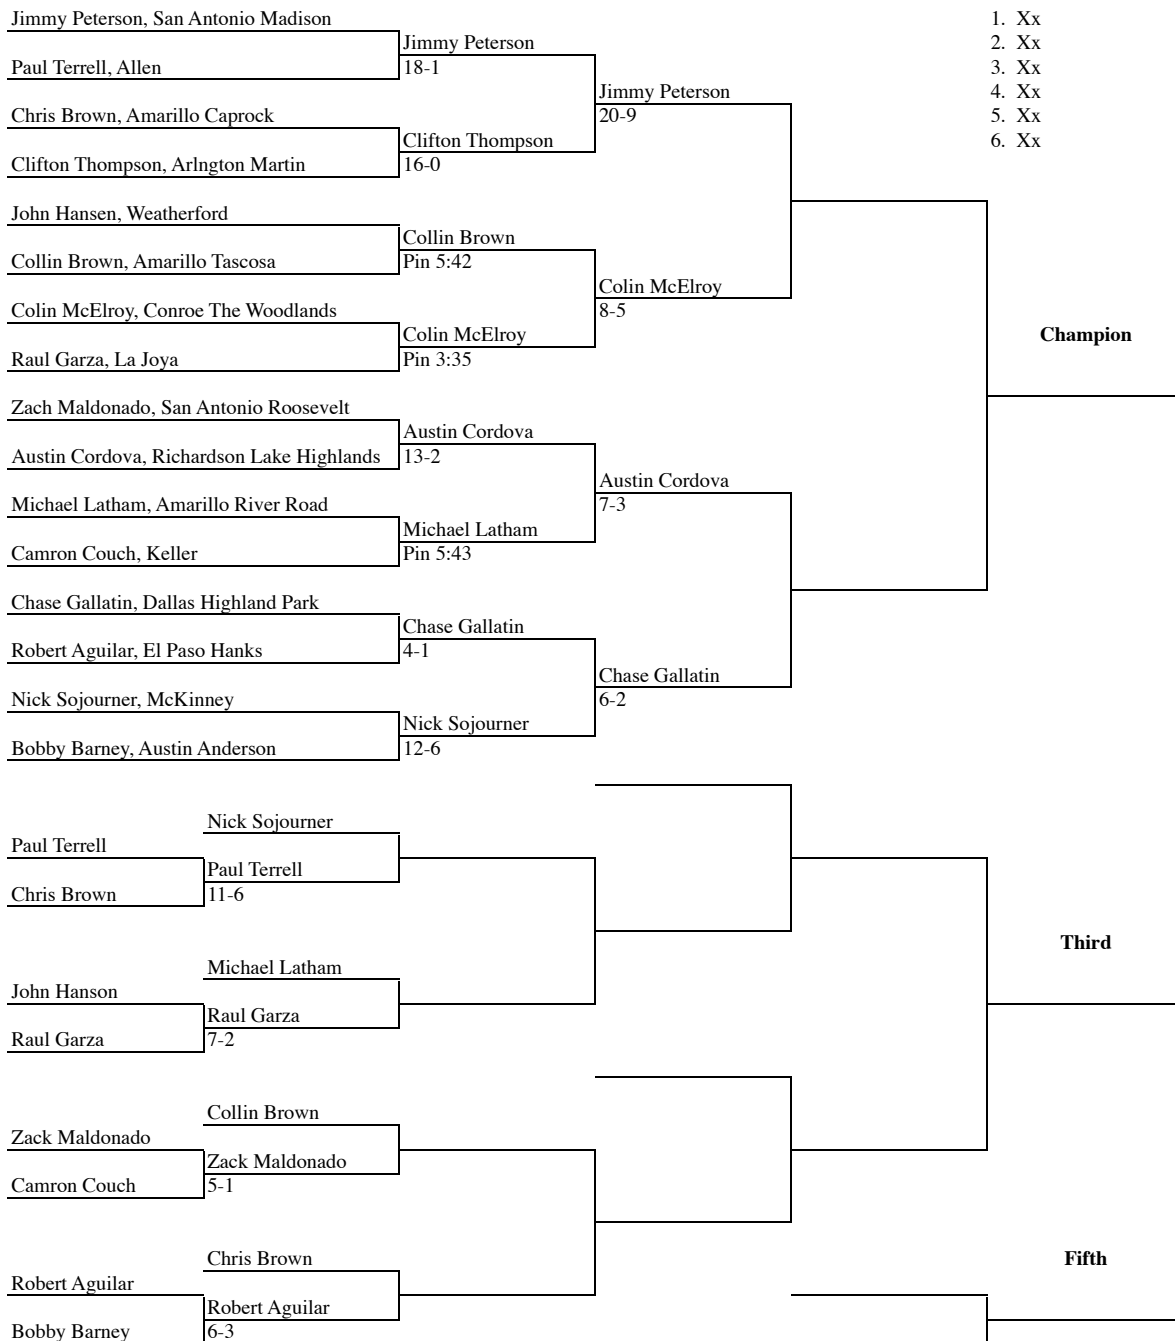 Jimmy Peterson, San Antonio Madison
1. Xx
Jimmy Peterson
2. Xx
Paul Terrell, Allen
18-1
3. Xx
Jimmy Peterson
4. Xx
Chris Brown, Amarillo Caprock
20-9
5. Xx
Clifton Thompson
6. Xx
Clifton Thompson, Arlngton Martin
16-0
John Hansen, Weatherford
Collin Brown
Collin Brown, Amarillo Tascosa
Pin 5:42
Colin McElroy
Colin McElroy, Conroe The Woodlands
8-5
Colin McElroy
Champion
Raul Garza, La Joya
Pin 3:35
Zach Maldonado, San Antonio Roosevelt
Austin Cordova
Austin Cordova, Richardson Lake Highlands
13-2
Austin Cordova
Michael Latham, Amarillo River Road
7-3
Michael Latham
Camron Couch, Keller
Pin 5:43
Chase Gallatin, Dallas Highland Park
Chase Gallatin
Robert Aguilar, El Paso Hanks
4-1
Chase Gallatin
Nick Sojourner, McKinney
6-2
Nick Sojourner
Bobby Barney, Austin Anderson
12-6
Nick Sojourner
Paul Terrell
Paul Terrell
Chris Brown
11-6
Third
Michael Latham
John Hanson
Raul Garza
Raul Garza
7-2
Collin Brown
Zack Maldonado
Zack Maldonado
Camron Couch
5-1
Chris Brown
Fifth
Robert Aguilar
Robert Aguilar
Bobby Barney
6-3